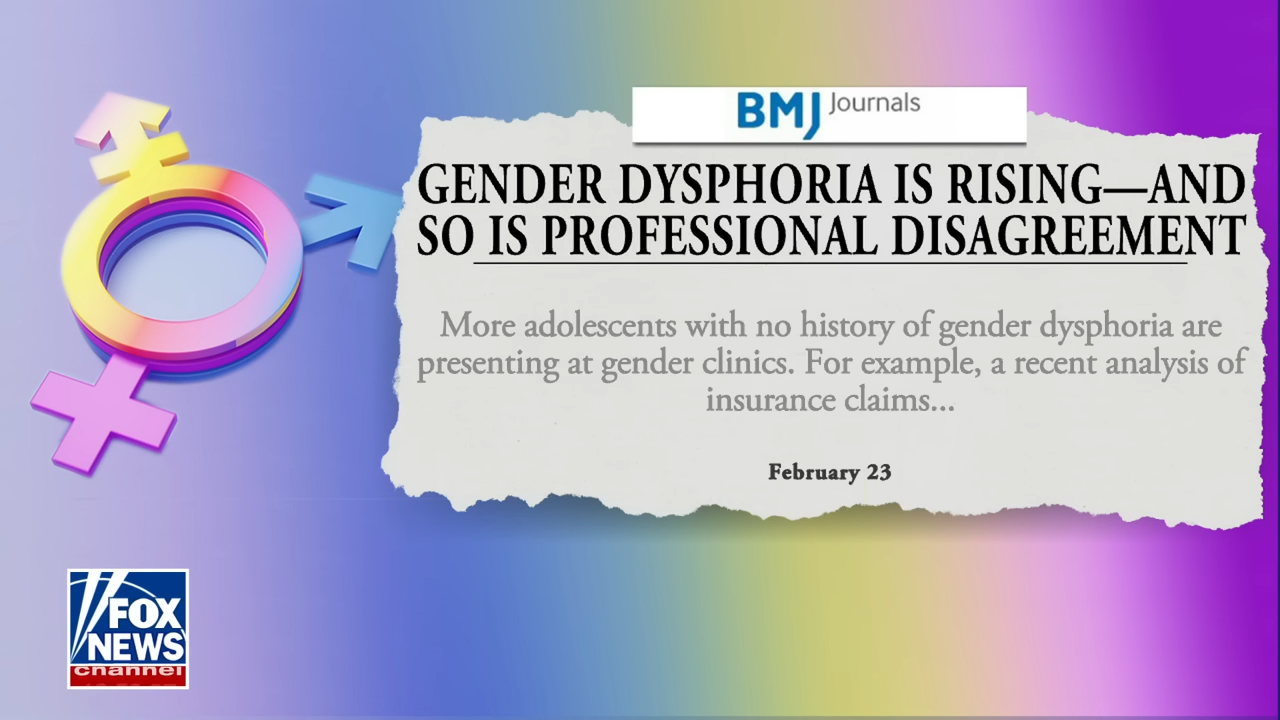 BMJ Journals
GENDER DYSPHORIA IS RISING—AND
SO IS PROFESSIONAL DISAGREEMENT
More adolescents with no history of gender dysphoria are
presenting at gender clinics. For example, a recent analysis of
insurance claims...
February 23
FOX
NEWS
channel